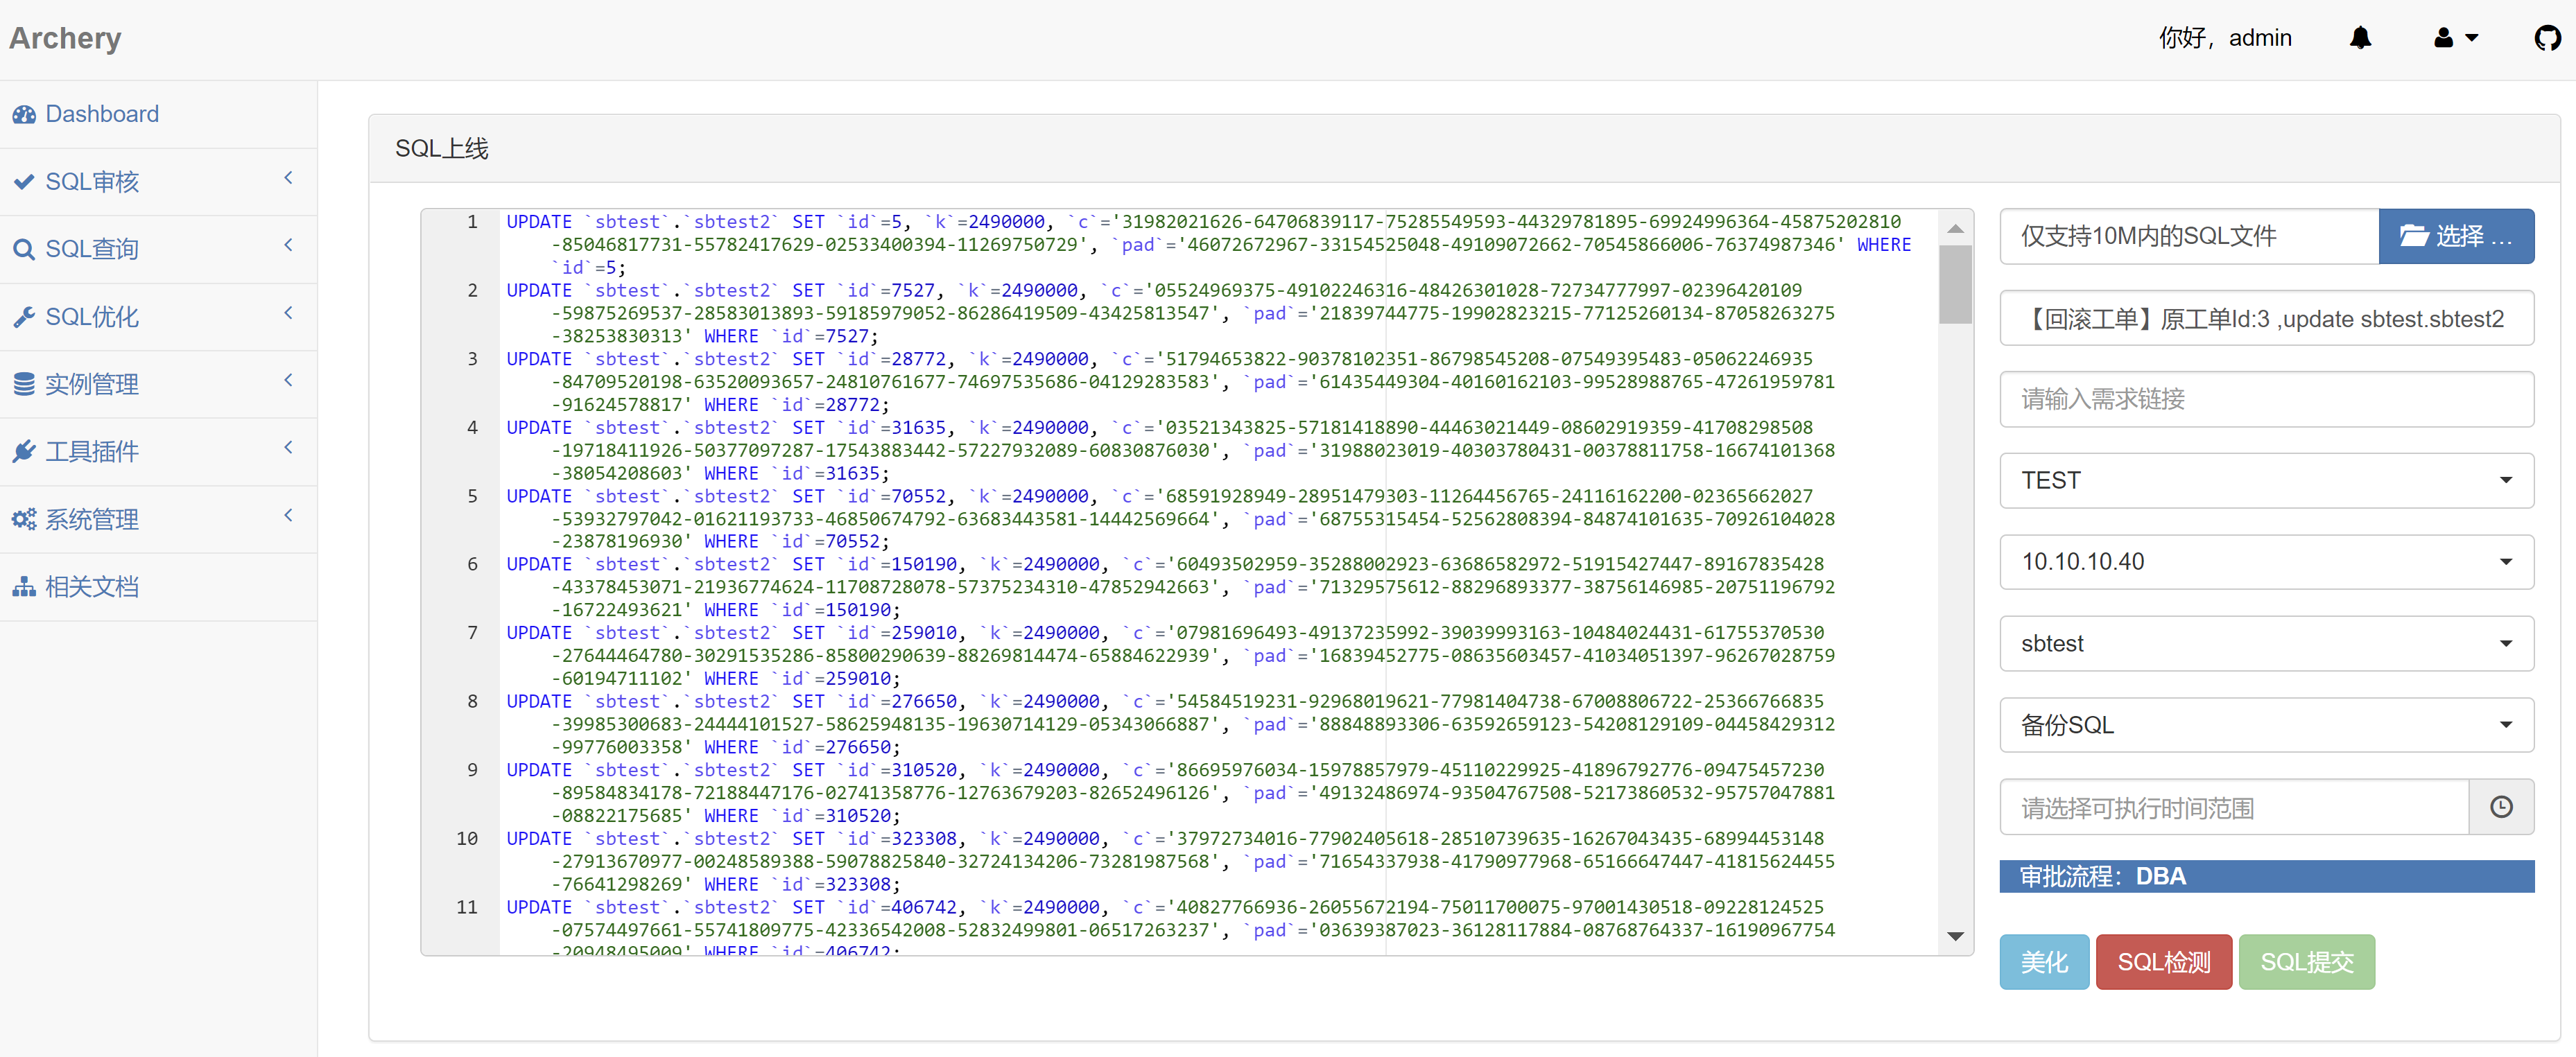 Archery
你好，admin
Dashboard
SQL审核
SQL查询
SQL优化
实例管理
工具插件
系统管理
相关文档
SQL上线
1 UPDATE `sbtest`.`sbtest2` SET `id`=5, `k`=2490000, `c`='31982021626-64706839117-75285549593-44329781895-69924996364-45875202810
-85046817731-55782417629-02533400394-11269750729', `pad`='46072672967-33154525048-49109072662-70545866006-76374987346' WHERE
`id`=5;
2 UPDATE `sbtest`.`sbtest2` SET `id`=7527, `k`=2490000, `c`='05524969375-49102246316-48426301028-72734777997-02396420109
-59875269537-28583013893-59185979052-86286419509-43425813547', `pad`='21839744775-19902823215-77125260134-87058263275
-38253830313' WHERE `id`=7527;
3 UPDATE `sbtest`.`sbtest2` SET `id`=28772, `k`=2490000, `c`='51794653822-90378102351-86798545208-07549395483-05062246935
-84709520198-63520093657-24810761677-74697535686-04129283583', `pad`='61435449304-40160162103-99528988765-47261959781
-91624578817' WHERE `id`=28772;
4 UPDATE `sbtest`.`sbtest2` SET `id`=31635, `k`=2490000, `c`='03521343825-57181418890-44463021449-08602919359-41708298508
-19718411926-50377097287-17543883442-57227932089-60830876030', `pad`='31988023019-40303780431-00378811758-16674101368
-38054208603' WHERE `id`=31635;
5 UPDATE `sbtest`.`sbtest2` SET `id`=70552, `k`=2490000, `c`='68591928949-28951479303-11264456765-24116162200-02365662027
-53932797042-01621193733-46850674792-63683443581-14442569664', `pad`='68755315454-52562808394-84874101635-70926104028
-23878196930' WHERE `id`=70552;
6 UPDATE `sbtest`.`sbtest2` SET `id`=150190, `k`=2490000, `c`='60493502959-35288002923-63686582972-51915427447-89167835428
-43378453071-21936774624-11708728078-57375234310-47852942663', `pad`='71329575612-88296893377-38756146985-20751196792
-16722493621' WHERE `id`=150190;
7 UPDATE `sbtest`.`sbtest2` SET `id`=259010, `k`=2490000, `c`='07981696493-49137235992-39039993163-10484024431-61755370530
-27644464780-30291535286-85800290639-88269814474-65884622939', `pad`='16839452775-08635603457-41034051397-96267028759
-60194711102' WHERE `id`=259010;
8 UPDATE `sbtest`.`sbtest2` SET `id`=276650, `k`=2490000, `c`='54584519231-92968019621-77981404738-67008806722-25366766835
-39985300683-24444101527-58625948135-19630714129-05343066887', `pad`='88848893306-63592659123-54208129109-04458429312
-99776003358' WHERE `id`=276650;
9 UPDATE `sbtest`.`sbtest2` SET `id`=310520, `k`=2490000, `c`='86695976034-15978857979-45110229925-41896792776-09475457230
-89584834178-72188447176-02741358776-12763679203-82652496126', `pad`='49132486974-93504767508-52173860532-95757047881
-08822175685' WHERE `id`=310520;
10 UPDATE `sbtest`.`sbtest2` SET `id`=323308, `k`=2490000, `c`='37972734016-77902405618-28510739635-16267043435-68994453148
-27913670977-00248589388-59078825840-32724134206-73281987568', `pad`='71654337938-41790977968-65166647447-41815624455
-76641298269' WHERE `id`=323308;
11 UPDATE `sbtest`.`sbtest2` SET `id`=406742, `k`=2490000, `c`='40827766936-26055672194-75011700075-97001430518-09228124525
-07574497661-55741809775-42336542008-52832499801-06517263237', `pad`='03639387023-36128117884-08768764337-16190967754
-20948495009' WHERE `id`=406742;
仅支持10M内的SQL文件
选择 ...
【回滚工单】原工单Id:3 ,update sbtest.sbtest2
请输入需求链接
TEST
10.10.10.40
sbtest
备份SQL
请选择可执行时间范围
审批流程：DBA
美化
SQL检测
SQL提交